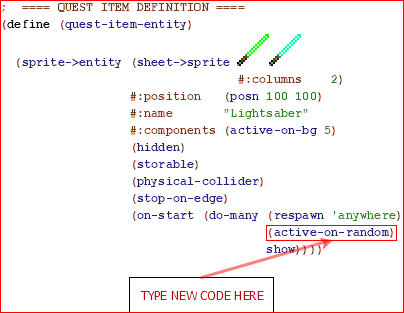 ;  ==== QUEST ITEM DEFINITION ====
(define (quest-item-entity)
(sprite->entity (sheet->sprite
#:columns    2)
#:position   (posn 100 100)
#:name       "Lightsaber"
#:components (active-on-bg 5)
(hidden)
(storable)
(physical-collider)
(stop-on-edge)
(on-start (do-many (respawn 'anywhere)
(active-on-random)
show))))
TYPE NEW CODE HERE